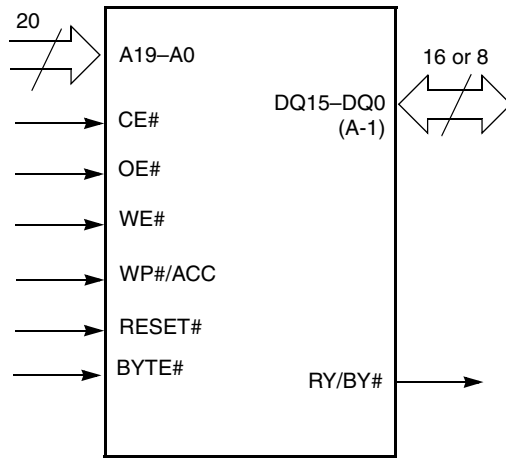 20
A19–A0
16 or 8
DQ15–DQ0
(A-1)
CE#
OE#
WE#
WP#/ACC
RESET#
BYTE#
RY/BY#